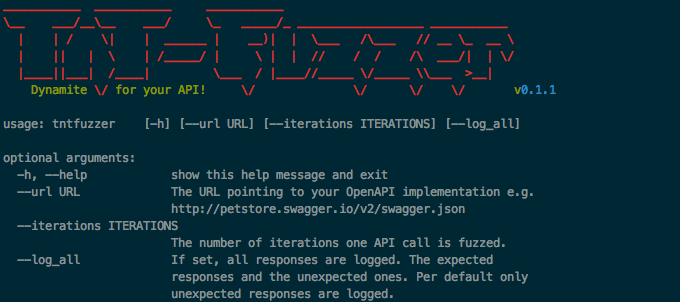 TnT-Fuzzer
Dynamite for your API! v0.1.1
usage: tntfuzzer [-h] [--url URL] [--iterations ITERATIONS] [--log_all]
optional arguments:
-h, --help show this help message and exit
--url URL The URL pointing to your OpenAPI implementation e.g.
http://petstore.swagger.io/v2/swagger.json
--iterations ITERATIONS
The number of iterations one API call is fuzzed.
--log_all If set, all responses are logged. The expected
responses and the unexpected ones. Per default only
unexpected responses are logged.